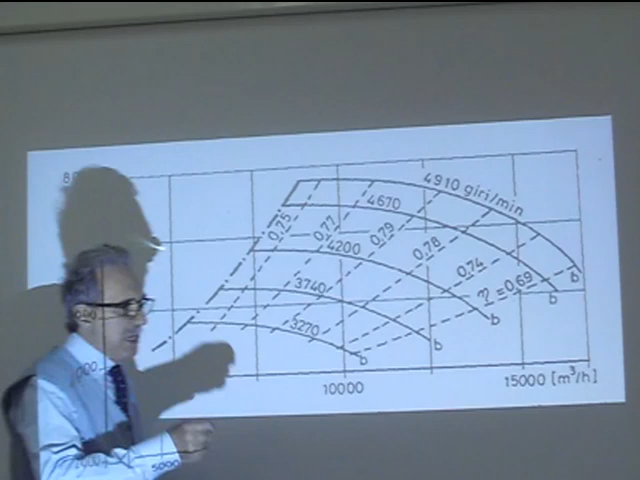 4910 giri/min
4670
4200
3740
3270
0,75
0,77
0,79
0,78
0,74
η=0,69
b
b
b
b
b
10000
15000 [m³/h]
5000